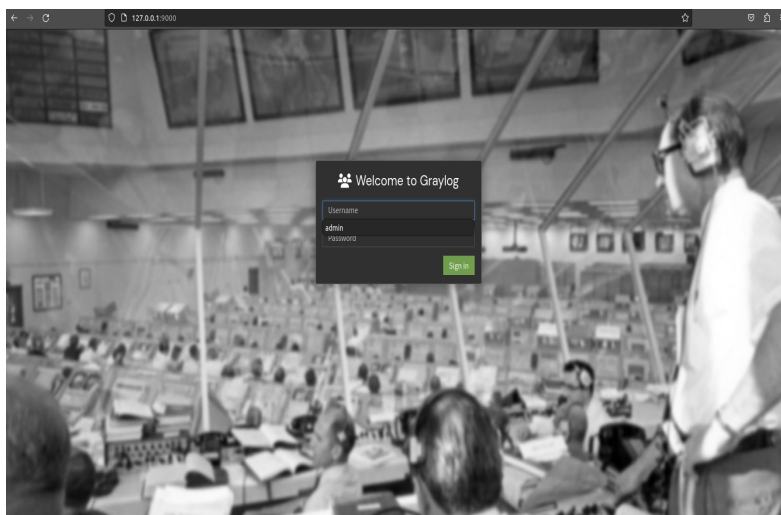 127.0.0.1:9000
Welcome to Graylog
Username
admin
Password
Sign in